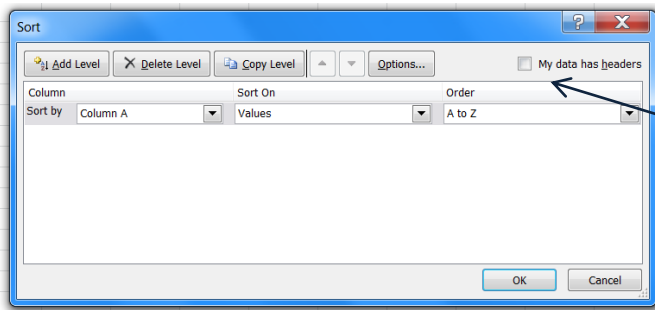 Sort
Add Level Delete Level Copy Level Options... My data has headers
Column Sort On Order
Sort by Column A Values A to Z
OK Cancel